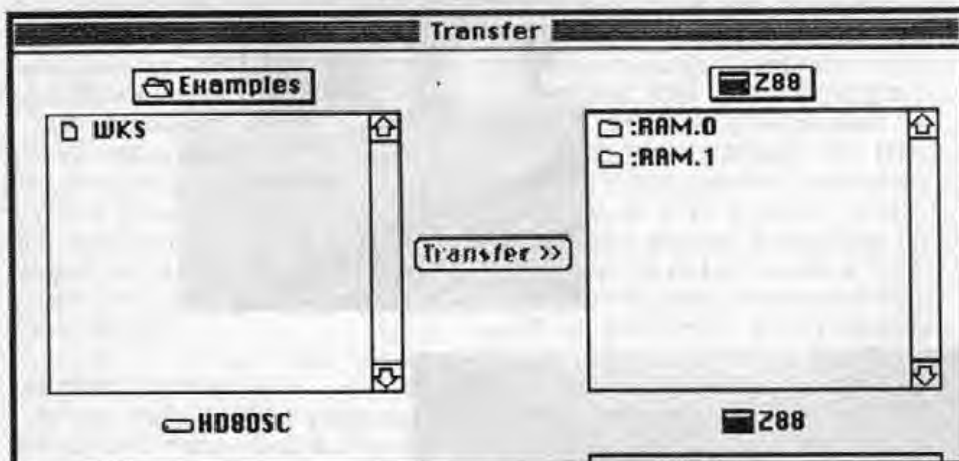 Transfer
Examples
Z88
WKS
:RAM.0
:RAM.1
Transfer >>
HD80SC
Z88